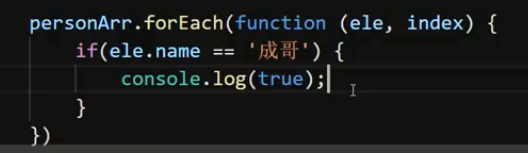 personArr.forEach(function (ele, index) {
    if(ele.name == '成哥') {
        console.log(true);
    }
})